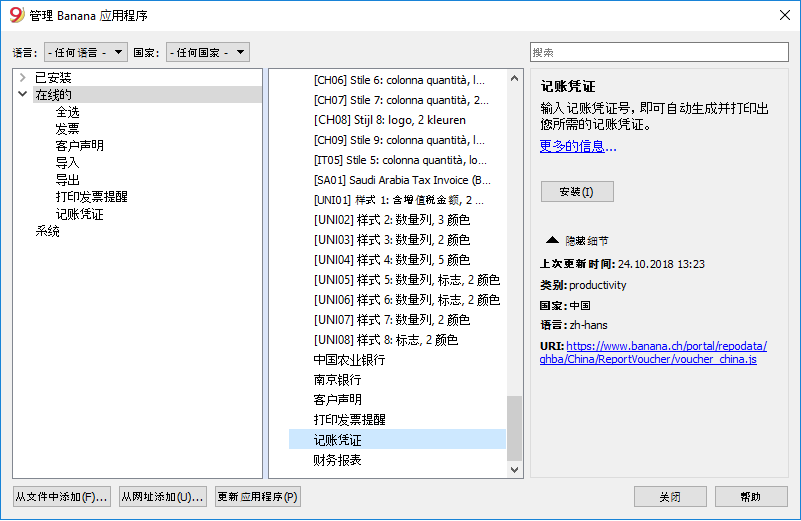 管理 Banana 应用程序
语言: - 任何语言 - 国家: - 任何国家 - 搜索
已安装
在线的
全选
发票
客户声明
导入
导出
打印发票提醒
记账凭证
系统
[CH06] Stile 6: colonna quantità, l...
[CH07] Stile 7: colonna quantità, 2...
[CH08] Stijl 8: logo, 2 kleuren
[CH09] Stile 9: colonna quantità, l...
[IT05] Stile 5: colonna quantità, lo...
[SA01] Saudi Arabia Tax Invoice (B...
[UNI01] 样式 1: 含增值税金额, 2 ...
[UNI02] 样式 2: 数量列, 3 颜色
[UNI03] 样式 3: 数量列, 2 颜色
[UNI04] 样式 4: 数量列, 5 颜色
[UNI05] 样式 5: 数量列, 标志, 2 颜色
[UNI06] 样式 6: 数量列, 标志, 2 颜色
[UNI07] 样式 7: 数量列, 2 颜色
[UNI08] 样式 8: 标志, 2 颜色
中国农业银行
南京银行
客户声明
打印发票提醒
记账凭证
财务报表
记账凭证
输入记账凭证号，即可自动生成并打印出
您所需的记账凭证。
更多的信息...
安装(I)
隐藏细节
上次更新时间: 24.10.2018 13:23
类别: productivity
国家: 中国
语言: zh-hans
URI: https://www.banana.ch/portal/repodata/
ghba/China/ReportVoucher/voucher_china.js
从文件中添加(F)... 从网址添加(U)... 更新应用程序(P) 关闭 帮助